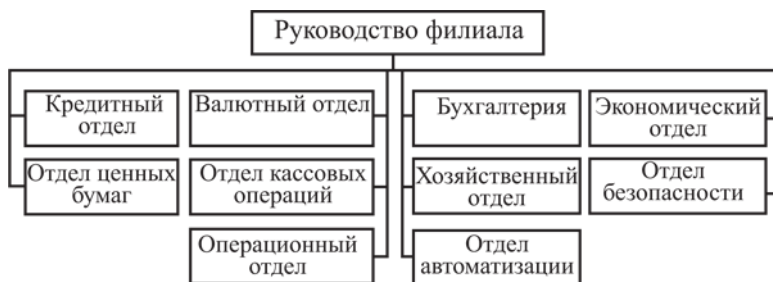 Руководство филиала
Кредитный
отдел
Валютный отдел
Бухгалтерия
Экономический
отдел
Отдел ценных
бумаг
Отдел кассовых
операций
Хозяйственный
отдел
Отдел
безопасности
Операционный
отдел
Отдел
автоматизации